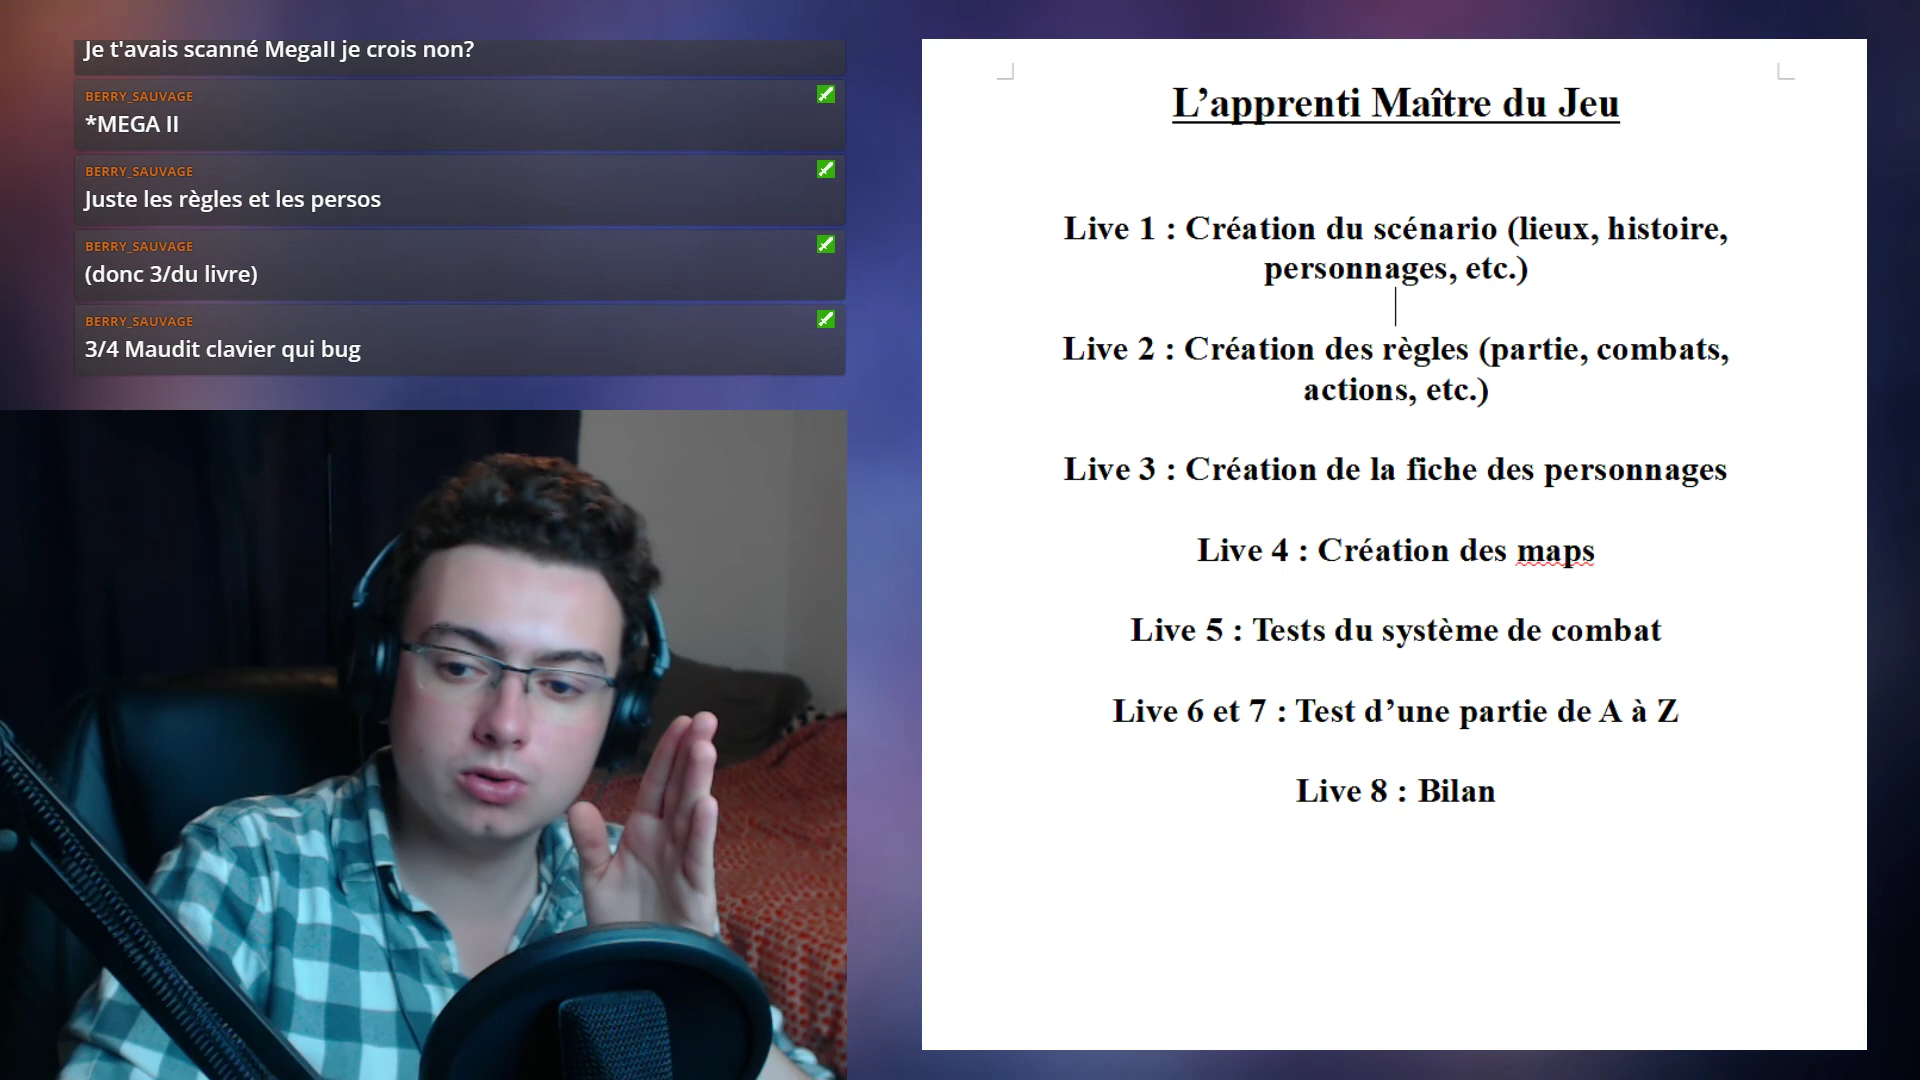 Je t'avais scanné MegaII je crois non?
BERRY_SAUVAGE
*MEGA II
BERRY_SAUVAGE
Juste les règles et les persos
BERRY_SAUVAGE
(donc 3/du livre)
BERRY_SAUVAGE
3/4 Maudit clavier qui bug
L’apprenti Maître du Jeu
Live 1 : Création du scénario (lieux, histoire,
personnages, etc.)
Live 2 : Création des règles (partie, combats,
actions, etc.)
Live 3 : Création de la fiche des personnages
Live 4 : Création des maps
Live 5 : Tests du système de combat
Live 6 et 7 : Test d’une partie de A à Z
Live 8 : Bilan